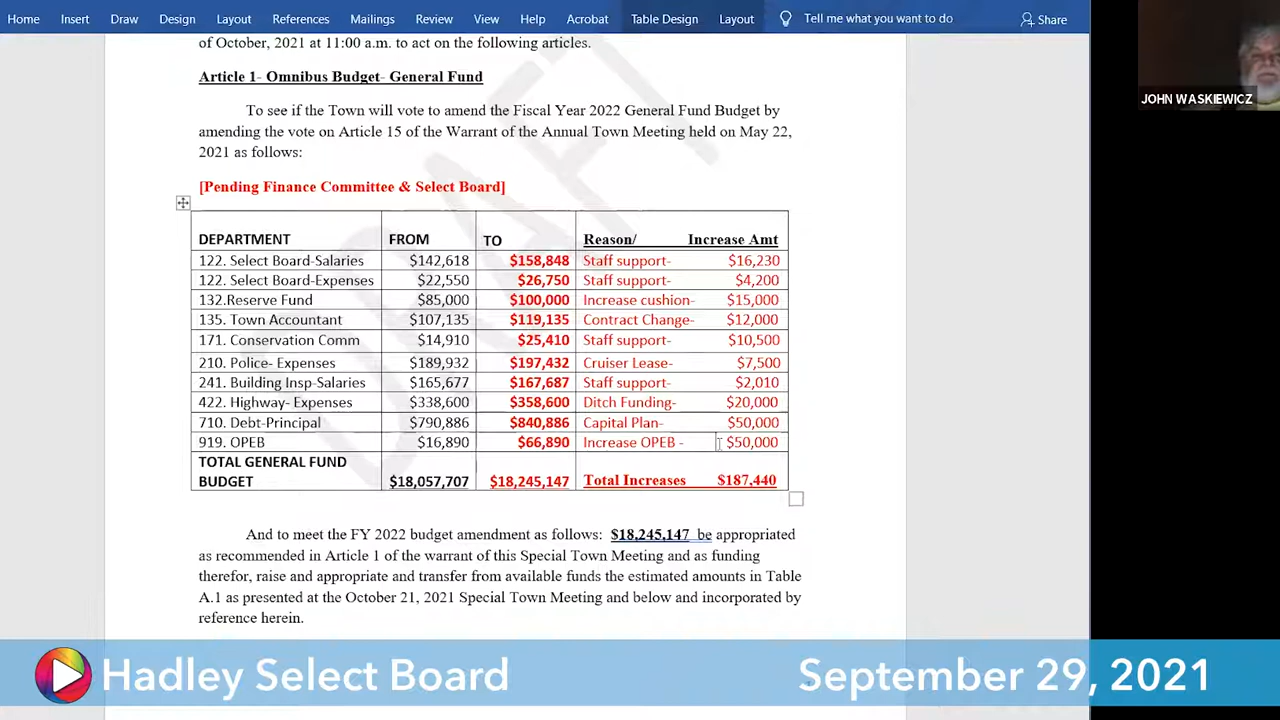 Home Insert Draw Design Layout References Mailings Review View Help Acrobat Table Design Layout Tell me what you want to do Share
of October, 2021 at 11:00 a.m. to act on the following articles.
Article 1- Omnibus Budget- General Fund
To see if the Town will vote to amend the Fiscal Year 2022 General Fund Budget by
amending the vote on Article 15 of the Warrant of the Annual Town Meeting held on May 22,
2021 as follows:
[Pending Finance Committee & Select Board]
DEPARTMENT FROM TO Reason/ Increase Amt
122. Select Board-Salaries $142,618 $158,848 Staff support- $16,230
122. Select Board-Expenses $22,550 $26,750 Staff support- $4,200
132.Reserve Fund $85,000 $100,000 Increase cushion- $15,000
135. Town Accountant $107,135 $119,135 Contract Change- $12,000
171. Conservation Comm $14,910 $25,410 Staff support- $10,500
210. Police- Expenses $189,932 $197,432 Cruiser Lease- $7,500
241. Building Insp-Salaries $165,677 $167,687 Staff support- $2,010
422. Highway- Expenses $338,600 $358,600 Ditch Funding- $20,000
710. Debt-Principal $790,886 $840,886 Capital Plan- $50,000
919. OPEB $16,890 $66,890 Increase OPEB - $50,000
TOTAL GENERAL FUND
BUDGET $18,057,707 $18,245,147 Total Increases $187,440
And to meet the FY 2022 budget amendment as follows: $18,245,147 be appropriated
as recommended in Article 1 of the warrant of this Special Town Meeting and as funding
therefor, raise and appropriate and transfer from available funds the estimated amounts in Table
A.1 as presented at the October 21, 2021 Special Town Meeting and below and incorporated by
reference herein.
DRAFT
JOHN WASKIEWICZ
Hadley Select Board September 29, 2021